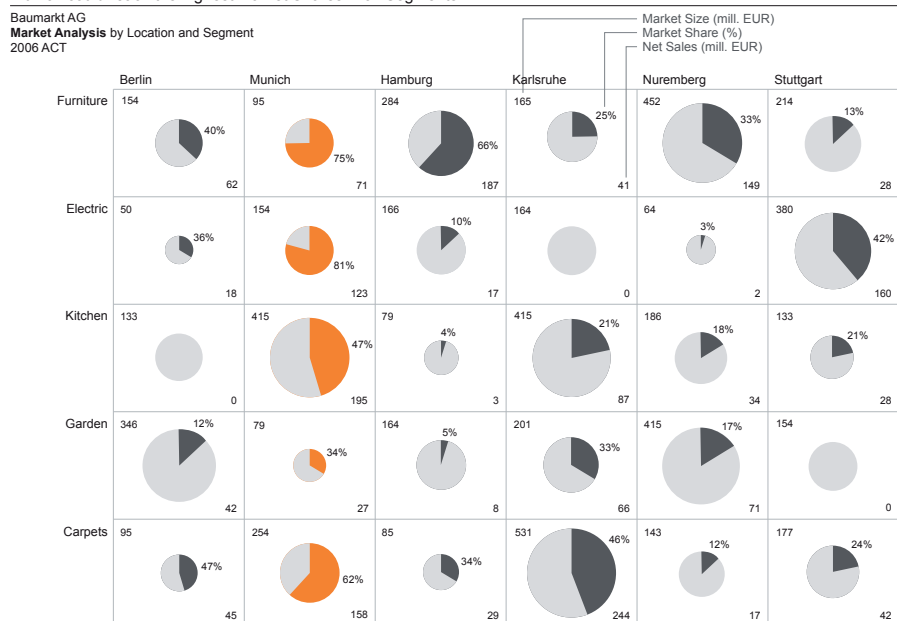 Baumarkt AG
Market Analysis by Location and Segment
2006 ACT
Market Size (mill. EUR)
Market Share (%)
Net Sales (mill. EUR)
Berlin Munich Hamburg Karlsruhe Nuremberg Stuttgart
Furniture 154 95 284 165 452 214
40% 75% 66% 25% 33% 13%
62 71 187 41 149 28
Electric 50 154 166 164 64 380
36% 81% 10% 3% 42%
18 123 17 0 2 160
Kitchen 133 415 79 415 186 133
47% 4% 21% 18% 21%
0 195 3 87 34 28
Garden 346 79 164 201 415 154
12% 34% 5% 33% 17%
42 27 8 66 71 0
Carpets 95 254 85 531 143 177
47% 62% 34% 46% 12% 24%
45 158 29 244 17 42